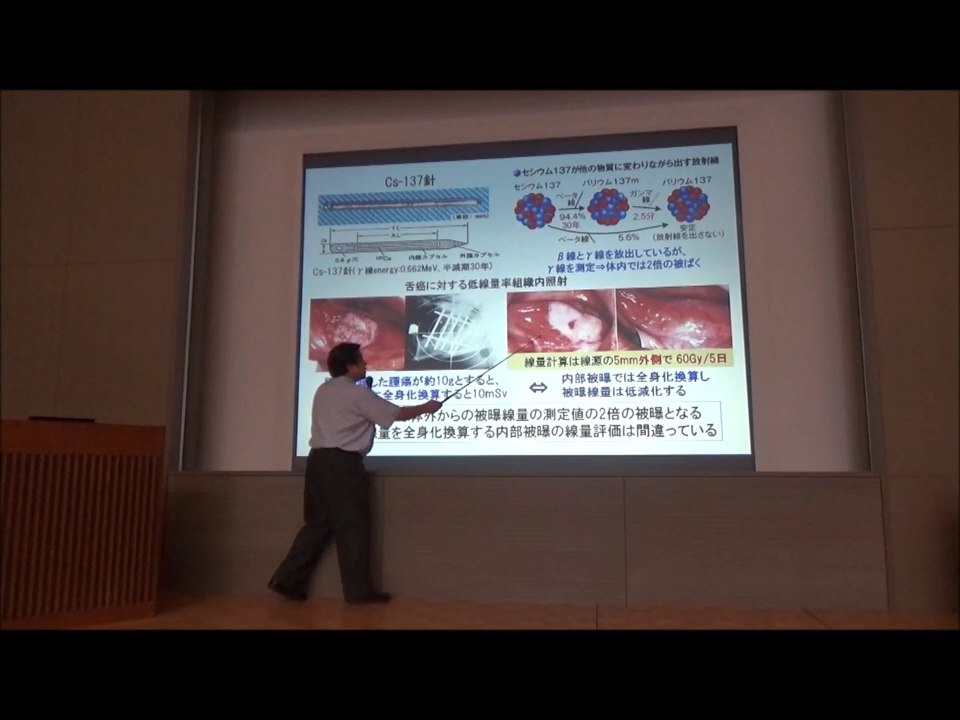 Cs-137針
(単位:mm)
T.L.
A.L.
外殻カプセル
Cs-137針(γ線energy:0.662MeV, 半減期30年)
セシウム137が他の物質に変わりながら出す放射線
セシウム137
バリウム137m
バリウム137
ベータ線
ガンマ線
94.4%
30年
2.5分
ベータ線
5.6%
安定
(放射線を出さない)
β線とγ線を放出しているが、
γ線を測定⇒体内では2倍の被ばく
舌癌に対する低線量率組織内照射
線量計算は線源の5mm外側で 60Gy/5日
した腫瘍が約10gとすると、
全身化換算すると10mSv
⇔
内部被曝では全身化換算し
被曝線量は低減化する
体外からの被曝線量の測定値の2倍の被曝となる
量を全身化換算する内部被曝の線量評価は間違っている